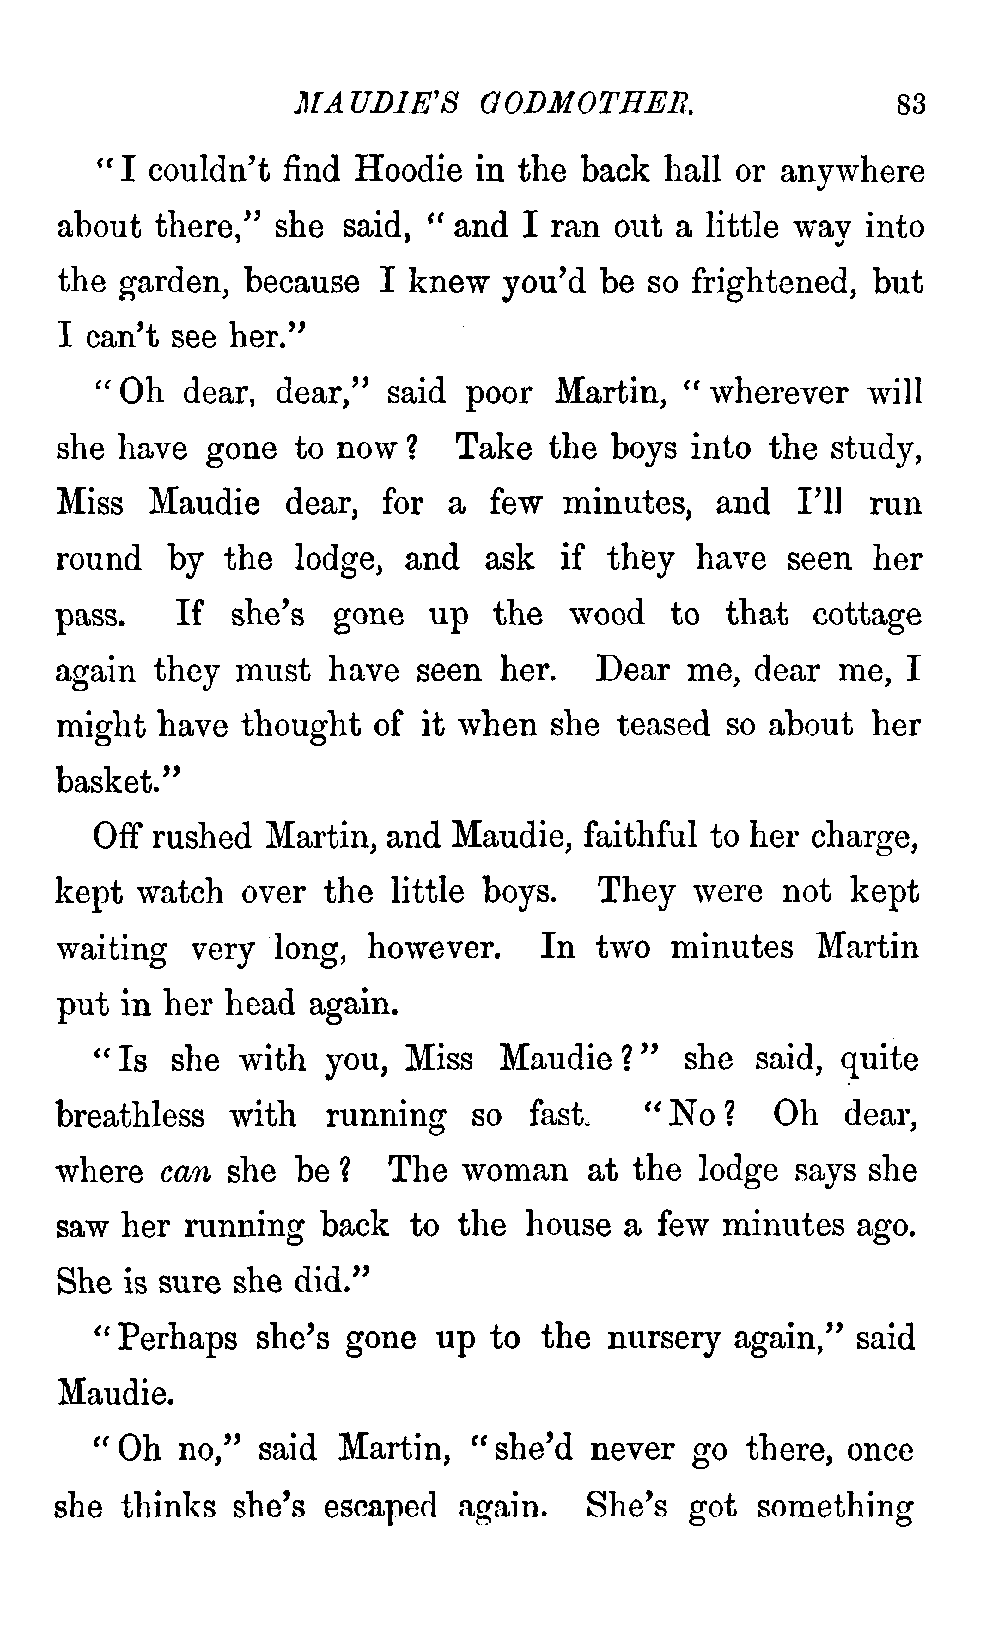 MAUDIE'S GODMOTHER. 83
"I couldn't find Hoodie in the back hall or anywhere
about there," she said, "and I ran out a little way into
the garden, because I knew you'd be so frightened, but
I can't see her."
"Oh dear, dear," said poor Martin, "wherever will
she have gone to now? Take the boys into the study,
Miss Maudie dear, for a few minutes, and I'll run
round by the lodge, and ask if they have seen her
pass. If she's gone up the wood to that cottage
again they must have seen her. Dear me, dear me, I
might have thought of it when she teased so about her
basket."
Off rushed Martin, and Maudie, faithful to her charge,
kept watch over the little boys. They were not kept
waiting very long, however. In two minutes Martin
put in her head again.
"Is she with you, Miss Maudie?" she said, quite
breathless with running so fast. "No? Oh dear,
where can she be? The woman at the lodge says she
saw her running back to the house a few minutes ago.
She is sure she did."
"Perhaps she's gone up to the nursery again," said
Maudie.
"Oh no," said Martin, "she'd never go there, once
she thinks she's escaped again. She's got something